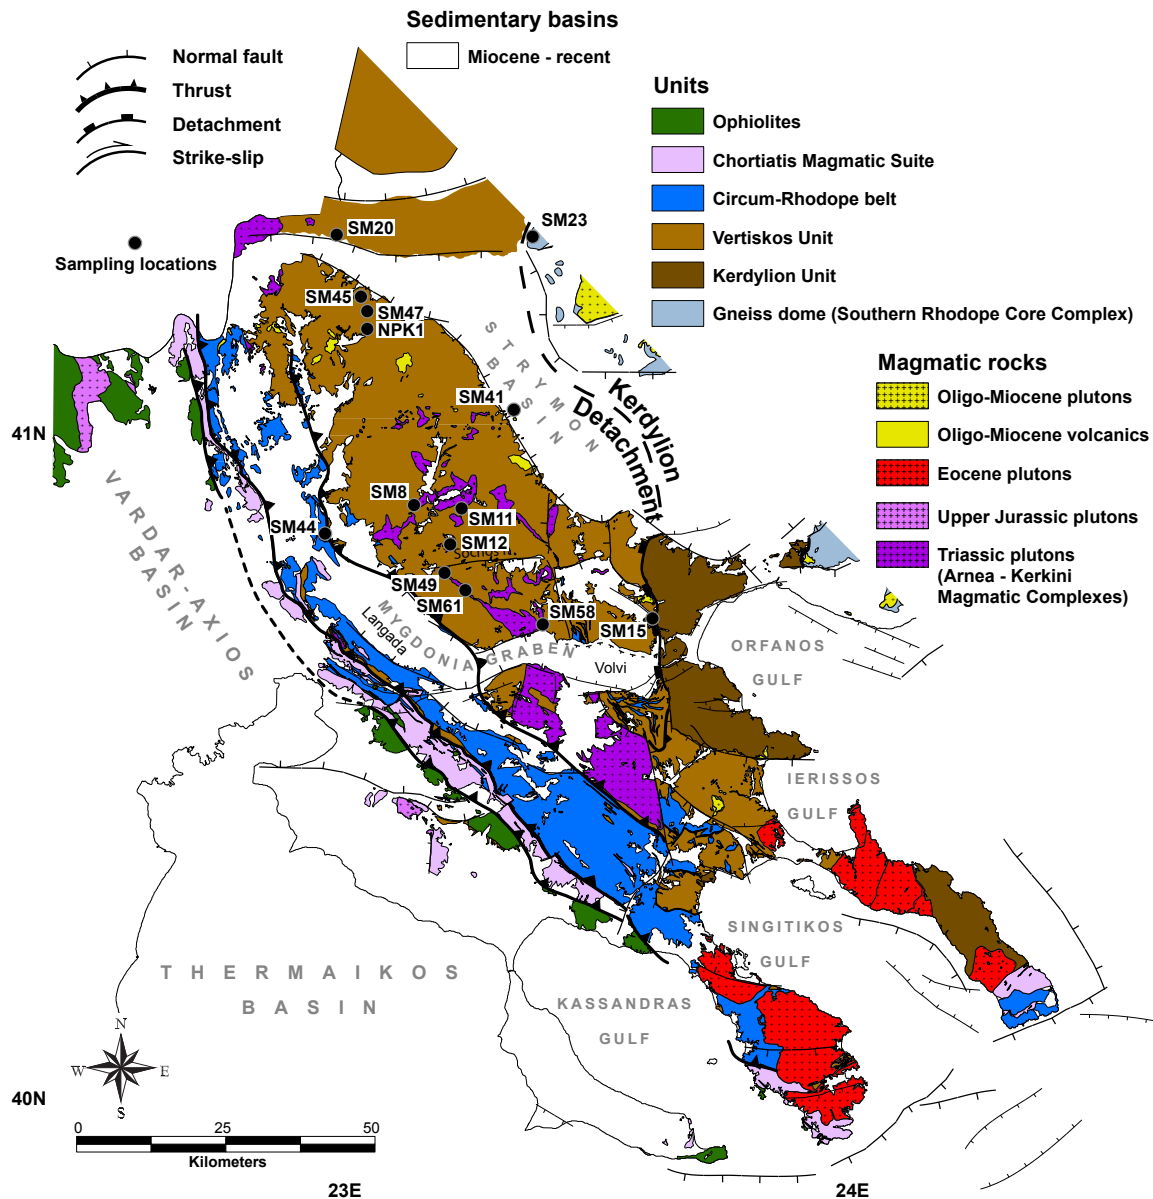 Sedimentary basins
Miocene - recent
Normal fault
Thrust
Detachment
Strike-slip
Sampling locations
Units
Ophiolites
Chortiatis Magmatic Suite
Circum-Rhodope belt
Vertiskos Unit
Kerdylion Unit
Gneiss dome (Southern Rhodope Core Complex)
Magmatic rocks
Oligo-Miocene plutons
Oligo-Miocene volcanics
Eocene plutons
Upper Jurassic plutons
Triassic plutons
(Arnea - Kerkini
Magmatic Complexes)
SM23
SM20
SM45
SM47
NPK1
STRYMON
BASIN
SM41
Kerdylion
Detachment
41N
VARDAR-AXIOS
BASIN
SM8
SM11
SM44
SM12
Sochos
SM49
SM61
SM58
SM15
MYGDONIA GRABEN
Langada
Volvi
ORFANOS
GULF
IERISSOS
GULF
SINGITIKOS
GULF
THERMAIKOS
BASIN
KASSANDRAS
GULF
N
W
E
S
40N
0
25
50
Kilometers
23E
24E